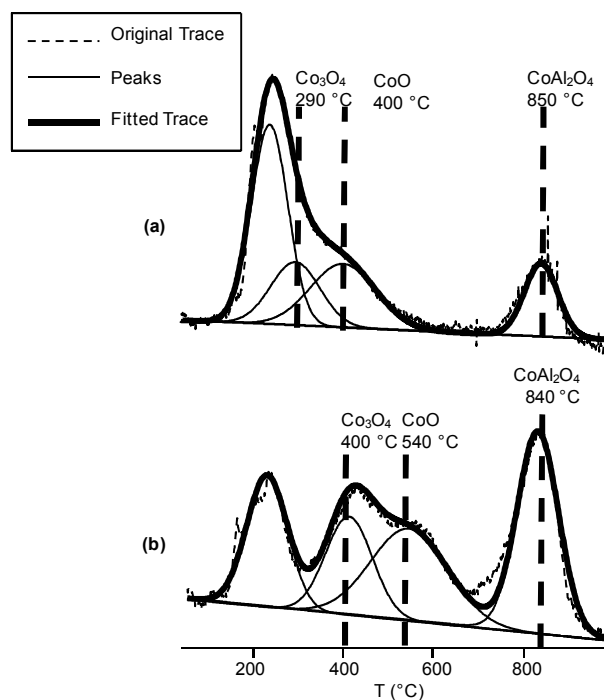 Original Trace
Peaks
Fitted Trace
Co₃O₄
290 °C
CoO
400 °C
CoAl₂O₄
850 °C
(a)
CoAl₂O₄
840 °C
Co₃O₄
400 °C
CoO
540 °C
(b)
200 400 600 800
T (°C)